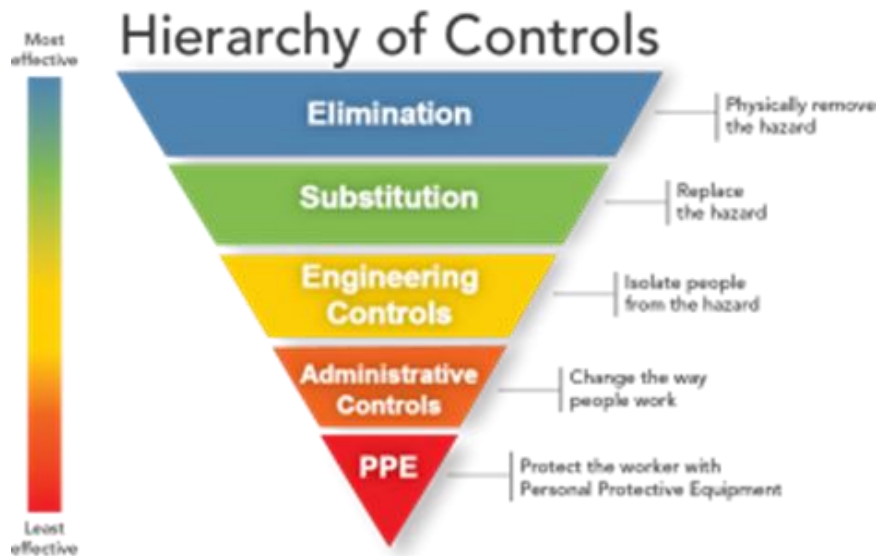 Hierarchy of Controls
Most
effective
Elimination
Physically remove
the hazard
Substitution
Replace
the hazard
Engineering
Controls
Isolate people
from the hazard
Administrative
Controls
Change the way
people work
PPE
Protect the worker with
Personal Protective Equipment
Least
effective